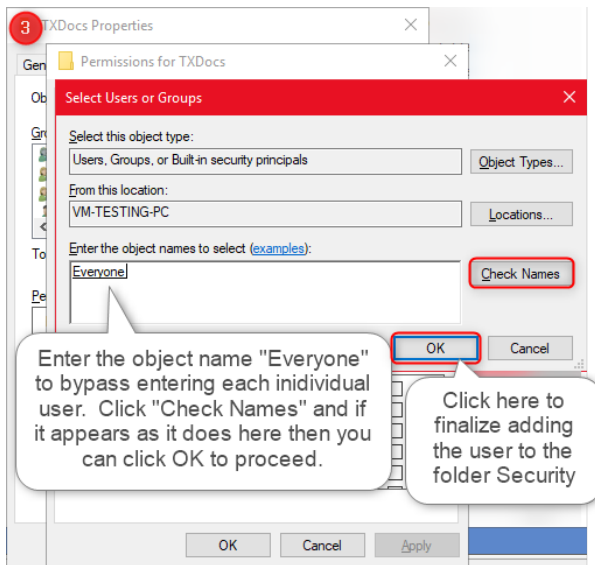 3
TXDocs Properties
Gen
Permissions for TXDocs
Ob
Select Users or Groups
Select this object type:
Users, Groups, or Built-in security principals
Object Types...
From this location:
VM-TESTING-PC
Locations...
To
Enter the object names to select (examples):
Everyone
Check Names
Pe
OK
Cancel
Enter the object name "Everyone"
to bypass entering each inidividual
user. Click "Check Names" and if
it appears as it does here then you
can click OK to proceed.
Click here to
finalize adding
the user to the
folder Security
OK
Cancel
Apply